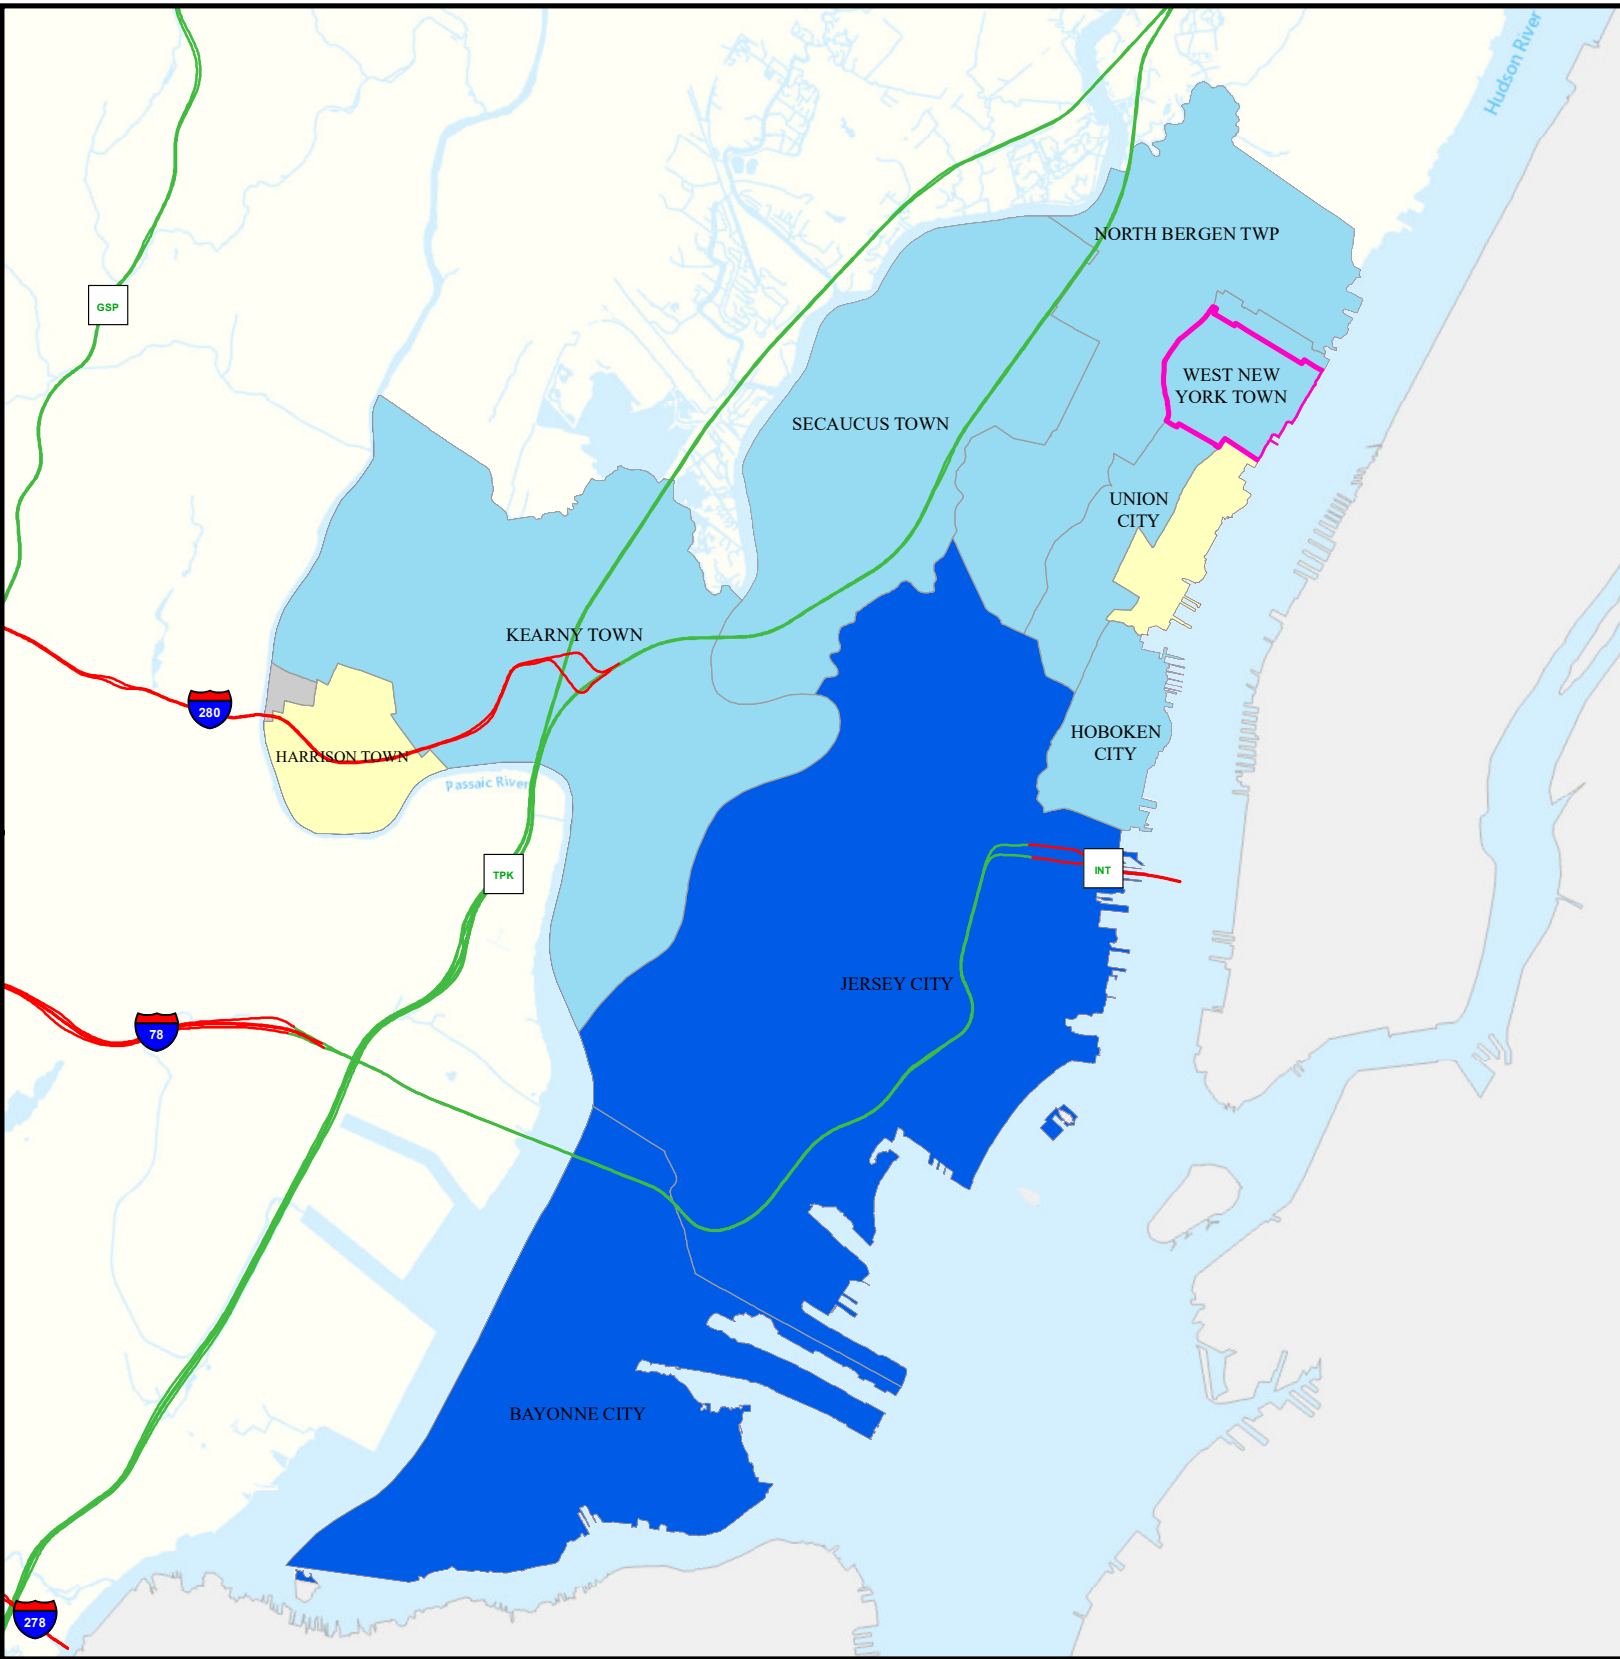 Hudson River
NORTH BERGEN TWP
GSP
WEST NEW
YORK TOWN
SECAUCUS TOWN
UNION
CITY
KEARNY TOWN
280
HOBOKEN
CITY
HARRISON TOWN
Passaic River
TPK
INT
JERSEY CITY
78
BAYONNE CITY
278